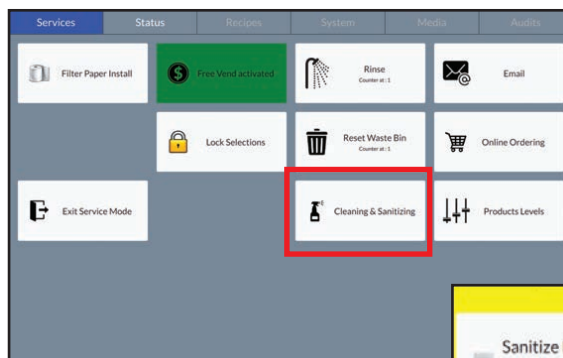 Services Status Recipes System Media Audits
Filter Paper Install
Free Vend activated
Rinse
Counter at : 1
Email
Lock Selections
Reset Waste Bin
Counter at : 1
Online Ordering
Exit Service Mode
Cleaning & Sanitizing
Products Levels
Sanitize